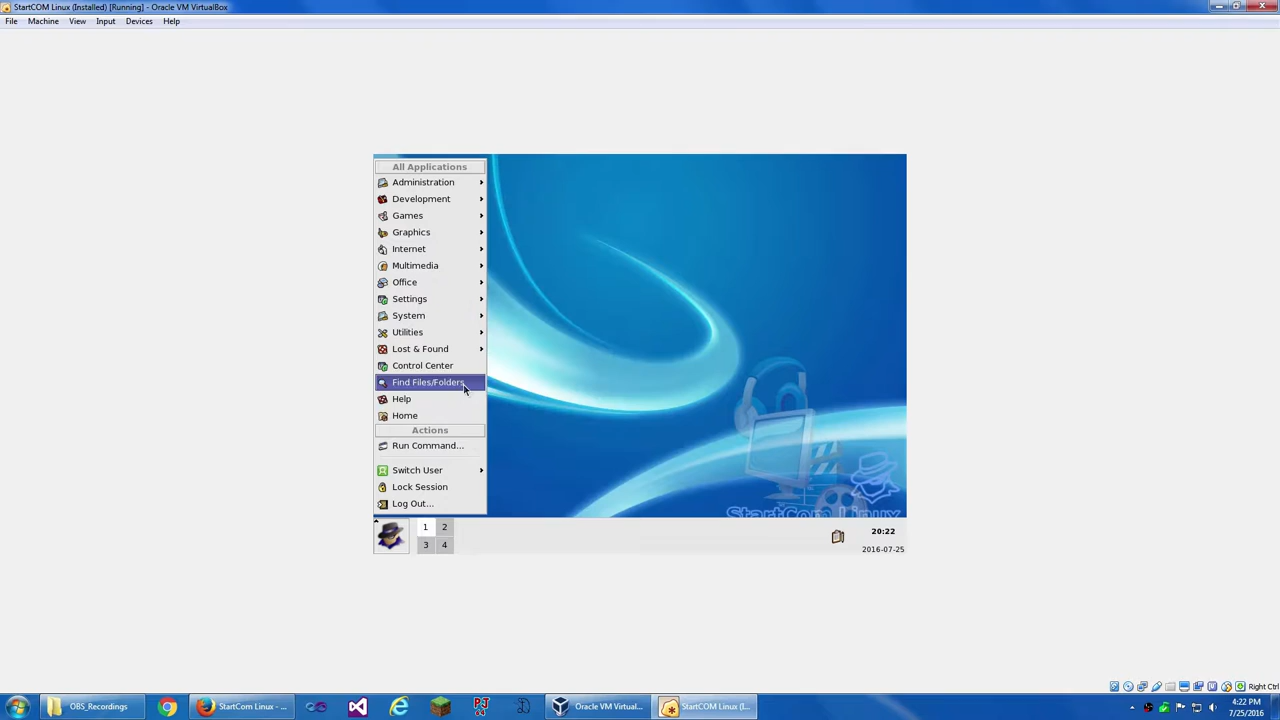 StartCOM Linux (Installed) [Running] - Oracle VM VirtualBox
File Machine View Input Devices Help
All Applications
Administration
Development
Games
Graphics
Internet
Multimedia
Office
Settings
System
Utilities
Lost & Found
Control Center
Find Files/Folders
Help
Home
Actions
Run Command...
Switch User
Lock Session
Log Out...
StartCom Linux
1 2
3 4
20:22
2016-07-25
Right Ctrl
OBS_Recordings
StartCom Linux - ...
Oracle VM Virtual...
StartCOM Linux (I...
4:22 PM
7/25/2016